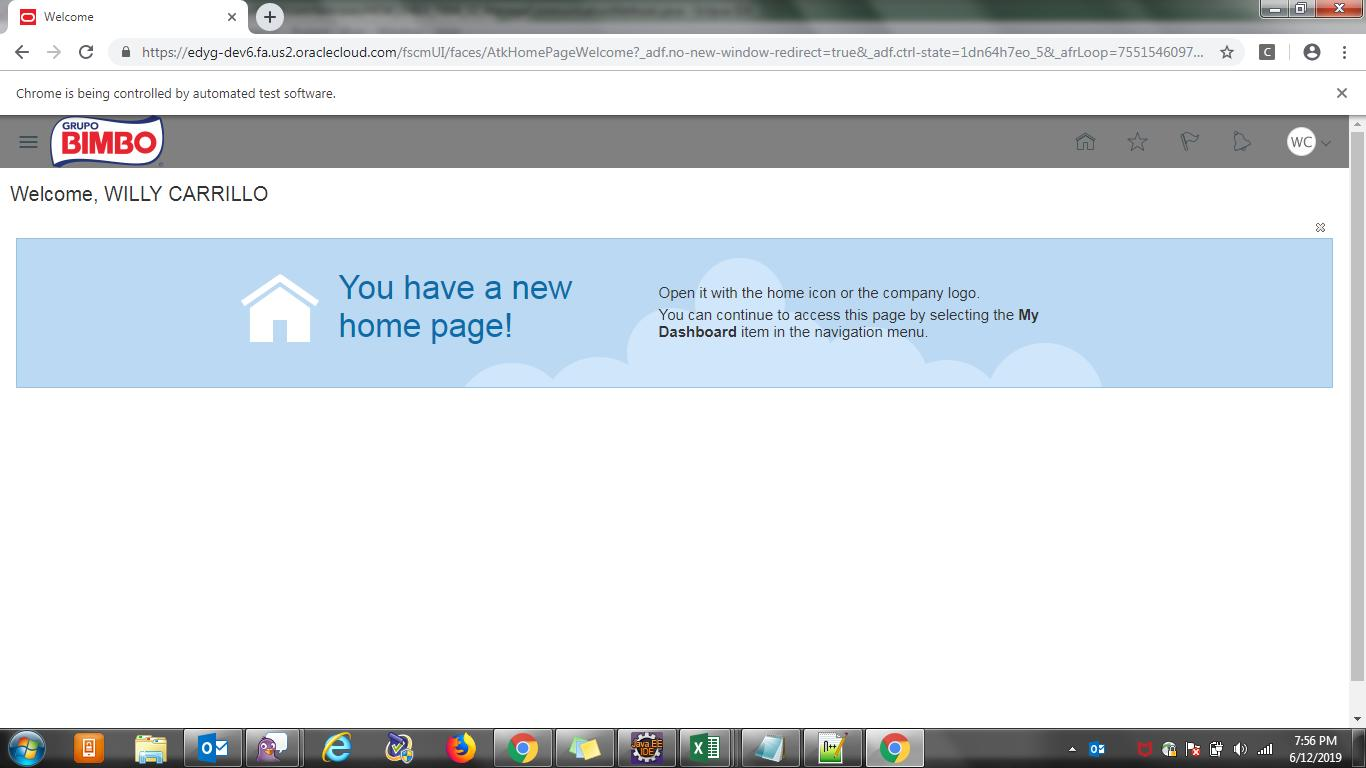 Welcome
https://edyg-dev6.fa.us2.oraclecloud.com/fscmUI/faces/AtkHomePageWelcome?_adf.no-new-window-redirect=true&_adf.ctrl-state=1dn64h7eo_5&_afrLoop=7551546097...
C
Chrome is being controlled by automated test software.
GRUPO
BIMBO
WC
Welcome, WILLY CARRILLO
You have a new
home page!
Open it with the home icon or the company logo.
You can continue to access this page by selecting the My
Dashboard item in the navigation menu.
Java EE
IDE
7:56 PM
6/12/2019